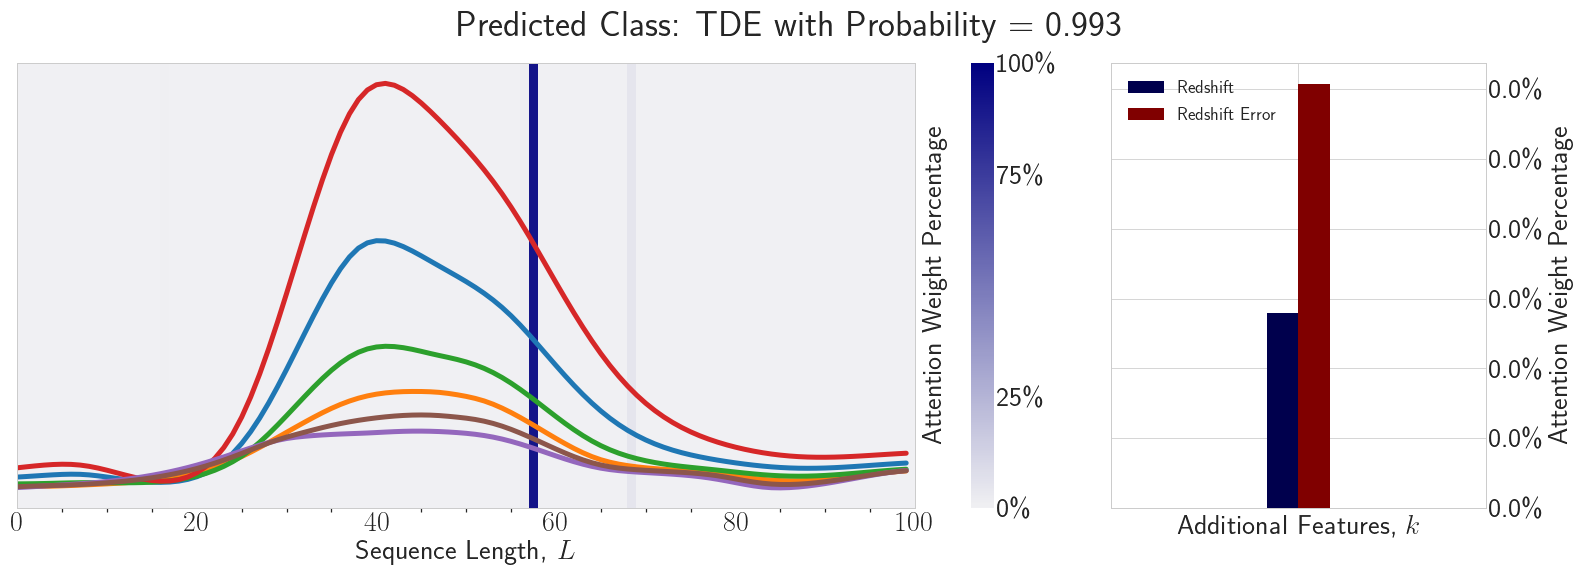 Predicted Class: TDE with Probability = 0.993
0 20 40 60 80 100
Sequence Length, L
Attention Weight Percentage
100%
75%
25%
0%
Redshift
Redshift Error
0.0%
0.0%
0.0%
0.0%
0.0%
0.0%
0.0%
Additional Features, k
Attention Weight Percentage